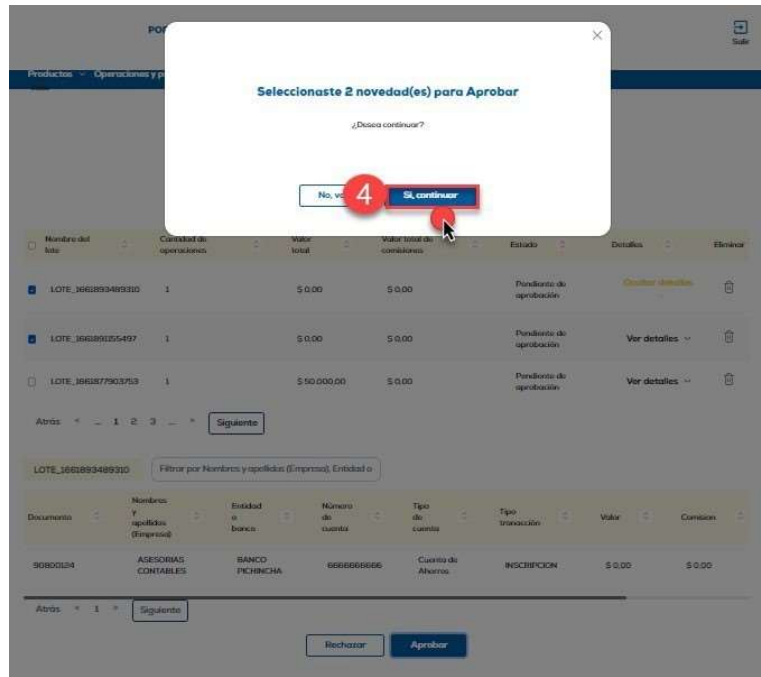 POR
Salir
Productos Operaciones y p
Seleccionaste 2 novedad(es) para Aprobar
¿Desea continuar?
No, vo
4
Sí, continuar
Nombre del lote Cantidad de operaciones Valor total Valor total de comisiones Estado Detalles Eliminar
LOTE_1661893489310 1 $ 0,00 $ 0,00 Pendiente de aprobación Ocultar detalles
LOTE_1661891155497 1 $ 0,00 $ 0,00 Pendiente de aprobación Ver detalles
LOTE_1661877903753 1 $ 50.000,00 $ 0,00 Pendiente de aprobación Ver detalles
Atrás « ... 1 2 3 ... » Siguiente
LOTE_1661893489310 Filtrar por Nombres y apellidos (Empresa), Entidad o
Documento Nombres y apellidos (Empresa) Entidad o banco Número de cuenta Tipo de cuenta Tipo transacción Valor Comision
90800124 ASESORIAS CONTABLES BANCO PICHINCHA 6666666666 Cuenta de Ahorros INSCRIPCION $ 0,00 $ 0,00
Atrás « 1 » Siguiente
Rechazar Aprobar